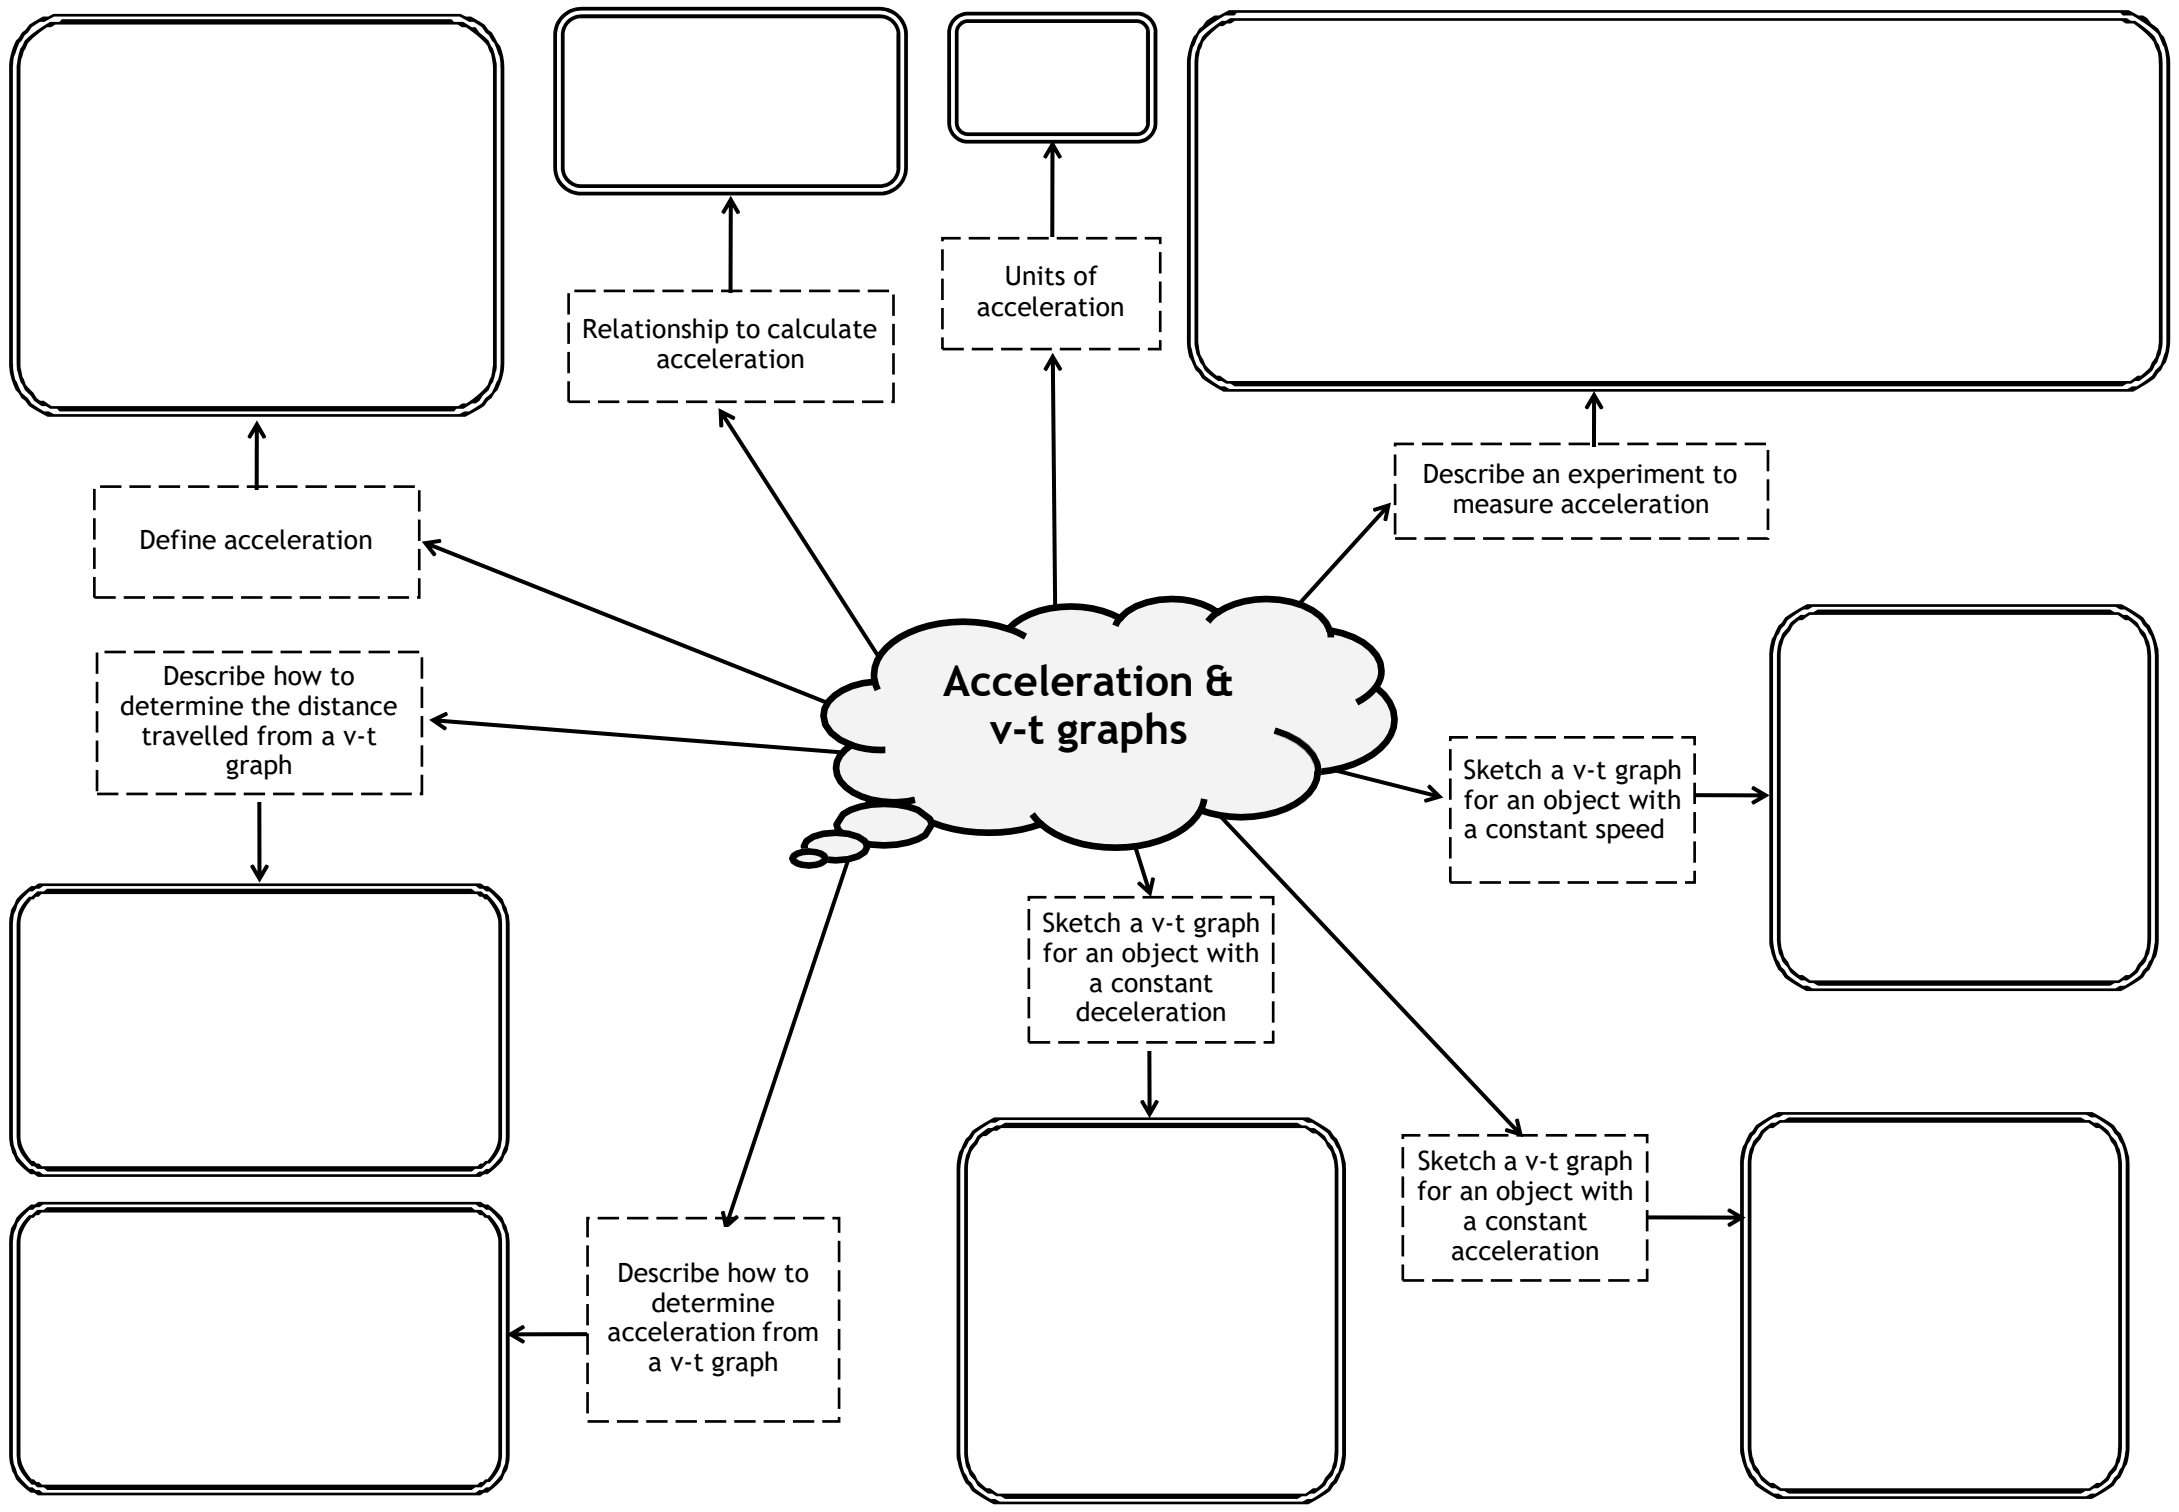 Units of
acceleration
Relationship to calculate
acceleration
Describe an experiment to
measure acceleration
Define acceleration
Describe how to
determine the distance
travelled from a v-t
graph
Acceleration &
v-t graphs
Sketch a v-t graph
for an object with
a constant speed
Sketch a v-t graph
for an object with
a constant
deceleration
Sketch a v-t graph
for an object with
a constant
acceleration
Describe how to
determine
acceleration from
a v-t graph